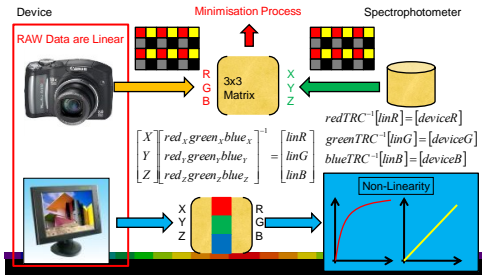 Device
Minimisation Process
Spectrophotometer
RAW Data are Linear
Canon
R
G
B
3x3
Matrix
X
Y
Z
redTRC⁻¹[linR]=[deviceR]
greenTRC⁻¹[linG]=[deviceG]
blueTRC⁻¹[linB]=[deviceB]
[X] [red_X green_X blue_X]⁻¹ [linR]
[Y] [red_Y green_Y blue_Y] = [linG]
[Z] [red_Z green_Z blue_Z] [linB]
X
Y
Z
R
G
B
Non-Linearity